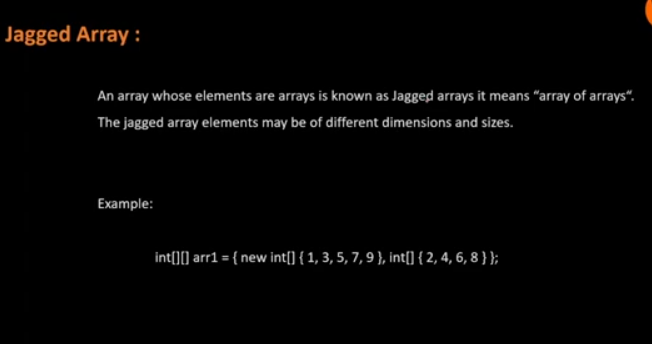 Jagged Array :
An array whose elements are arrays is known as Jagged arrays it means “array of arrays“.
The jagged array elements may be of different dimensions and sizes.
Example:
int[][] arr1 = { new int[] { 1, 3, 5, 7, 9 }, int[] { 2, 4, 6, 8 } };